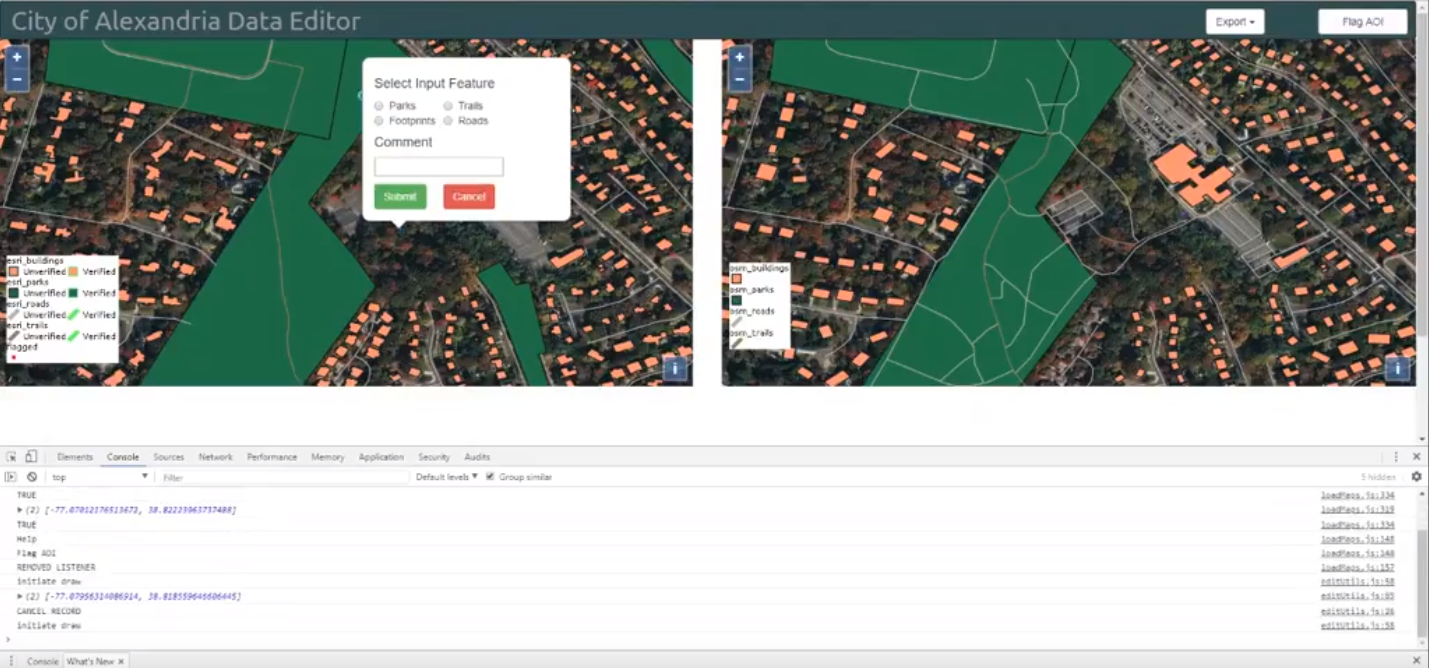 City of Alexandria Data Editor
Export
Flag AOI
+
−
Select Input Feature
Parks Trails
Footprints Roads
Comment
Submit Cancel
esri_buildings
Unverified Verified
esri_parks
Unverified Verified
esri_roads
Unverified Verified
esri_trails
Unverified Verified
flagged
i
+
−
osm_buildings
osm_parks
osm_roads
osm_trails
i
Elements Console Sources Network Performance Memory Application Security Audits
top Filter Default levels Group similar 5 hidden
TRUE loadMaps.js:334
(2) [-77.07012176513672, 38.82223963737488] loadMaps.js:319
TRUE loadMaps.js:334
Help loadMaps.js:148
Flag AOI loadMaps.js:148
REMOVED LISTENER loadMaps.js:157
initiate draw editUtils.js:58
(2) [-77.07956314086914, 38.818559646606445] editUtils.js:85
CANCEL RECORD editUtils.js:26
initiate draw editUtils.js:58
Console What's New